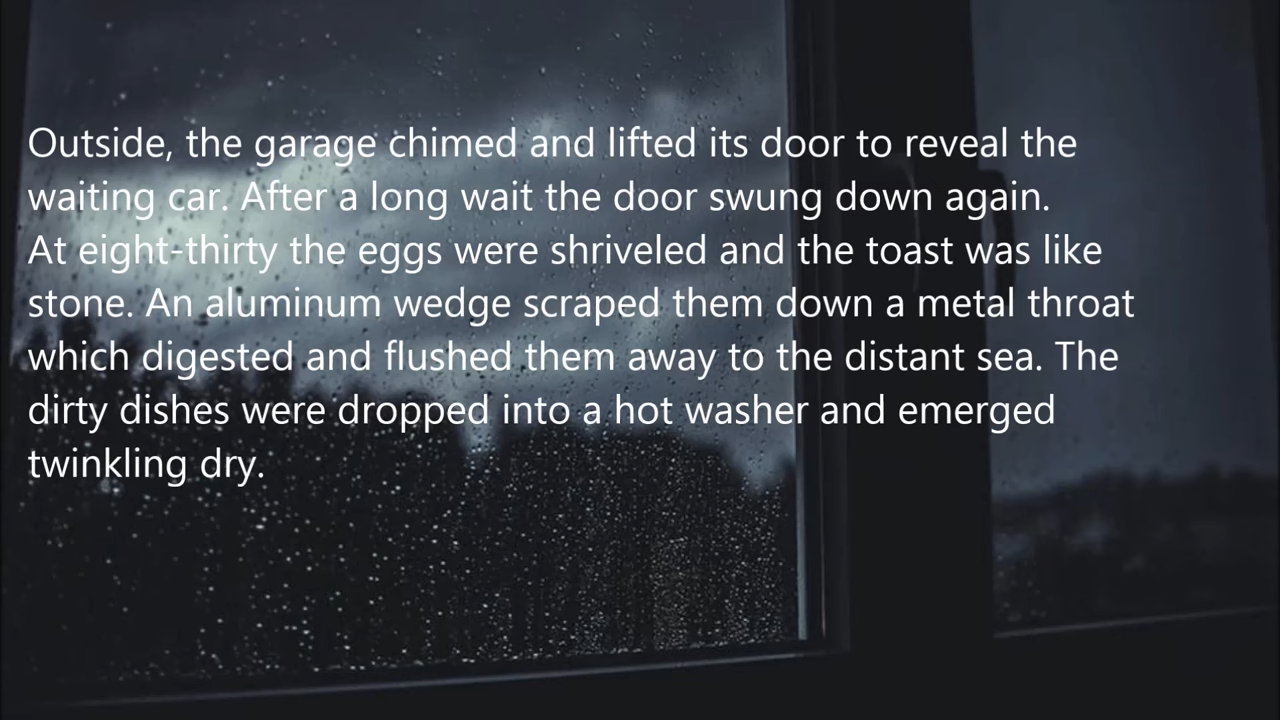 Outside, the garage chimed and lifted its door to reveal the
waiting car. After a long wait the door swung down again.
At eight-thirty the eggs were shriveled and the toast was like
stone. An aluminum wedge scraped them down a metal throat
which digested and flushed them away to the distant sea. The
dirty dishes were dropped into a hot washer and emerged
twinkling dry.